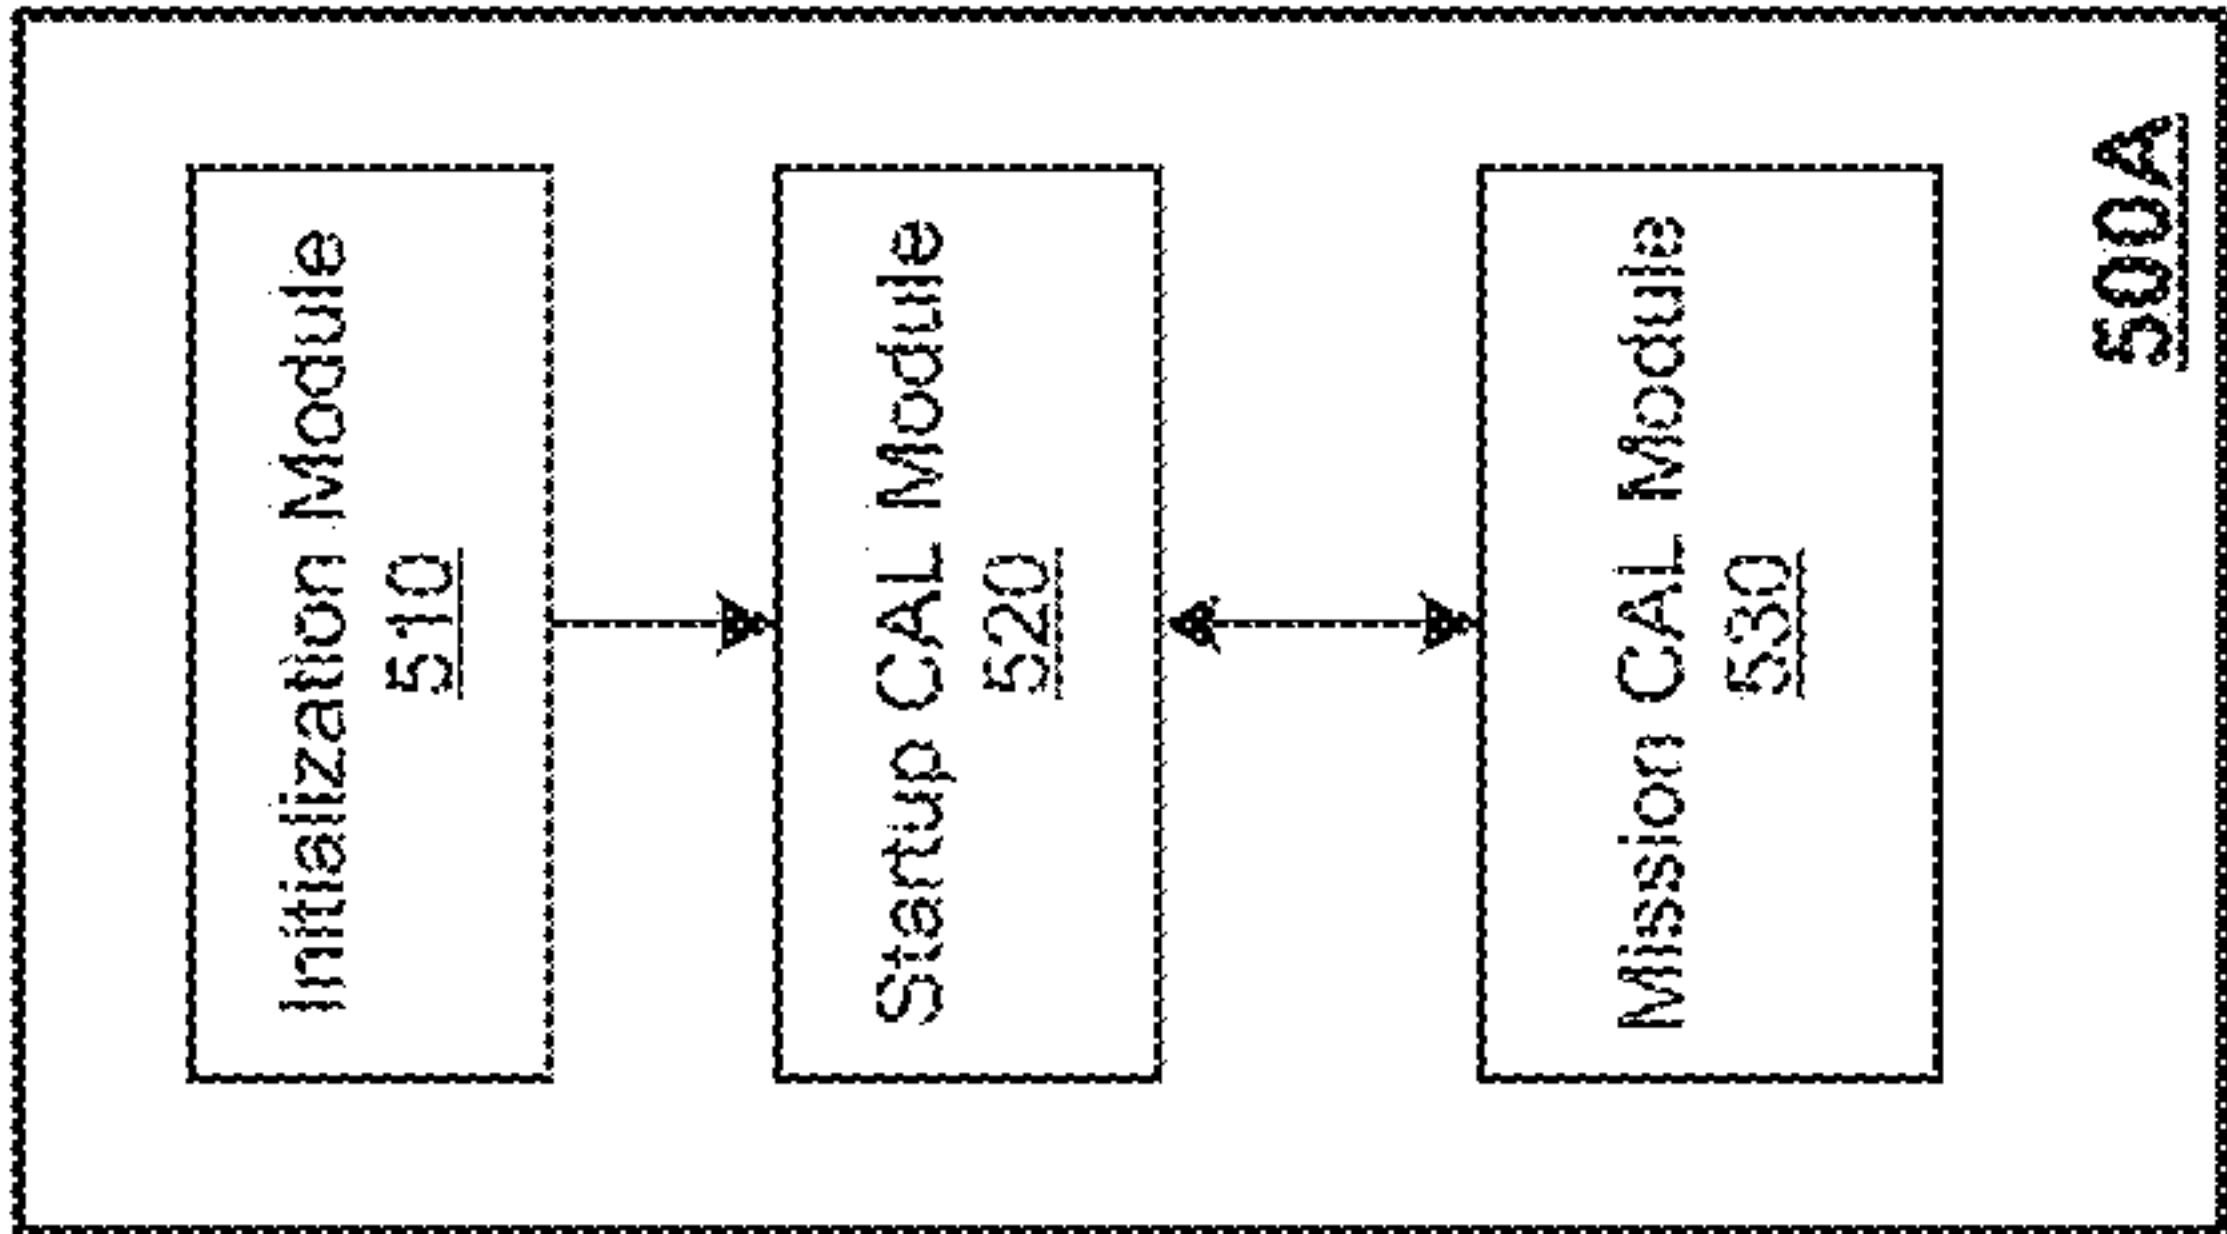 Initialization Module
510
Startup CAL Module
520
Mission CAL Module
530
500A